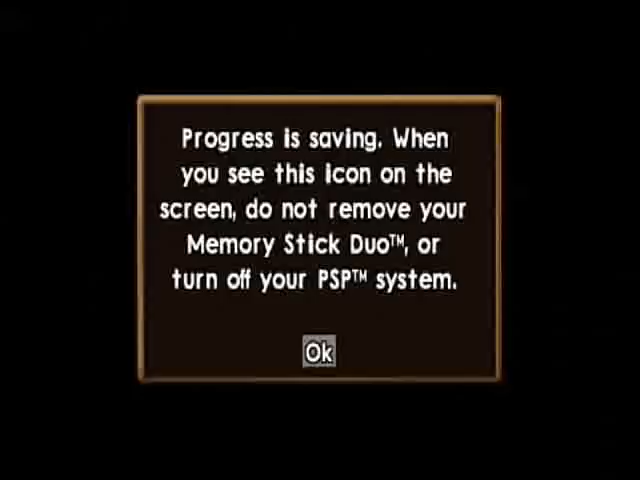 Progress is saving. When
you see this icon on the
screen, do not remove your
Memory Stick Duo™, or
turn off your PSP™ system.
Ok